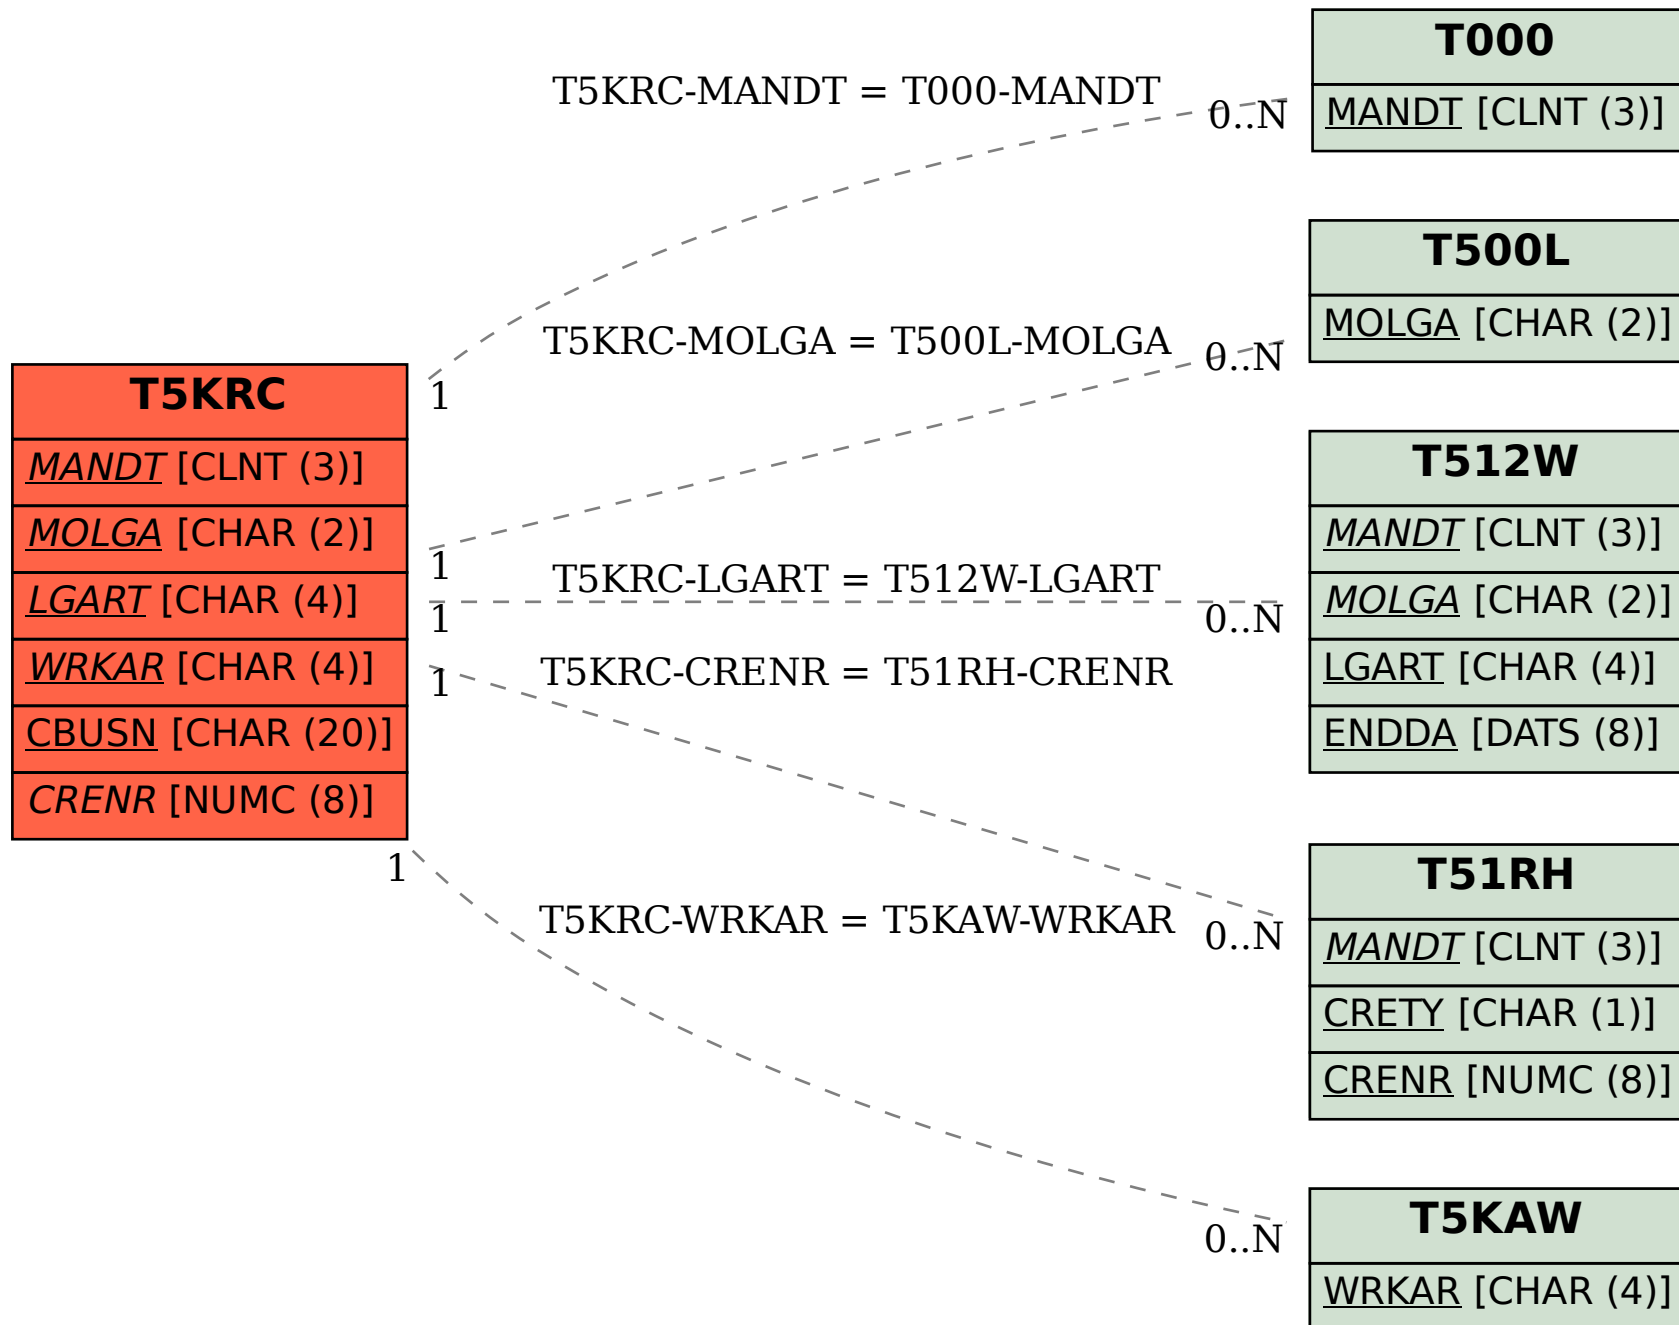 T5KRC
MANDT [CLNT (3)]
MOLGA [CHAR (2)]
LGART [CHAR (4)]
WRKAR [CHAR (4)]
CBUSN [CHAR (20)]
CRENR [NUMC (8)]
T5KRC-MANDT = T000-MANDT
1
0..N
T5KRC-MOLGA = T500L-MOLGA
1
0..N
T5KRC-LGART = T512W-LGART
1
0..N
T5KRC-CRENR = T51RH-CRENR
1
0..N
T5KRC-WRKAR = T5KAW-WRKAR
1
0..N
T000
MANDT [CLNT (3)]
T500L
MOLGA [CHAR (2)]
T512W
MANDT [CLNT (3)]
MOLGA [CHAR (2)]
LGART [CHAR (4)]
ENDDA [DATS (8)]
T51RH
MANDT [CLNT (3)]
CRETY [CHAR (1)]
CRENR [NUMC (8)]
T5KAW
WRKAR [CHAR (4)]